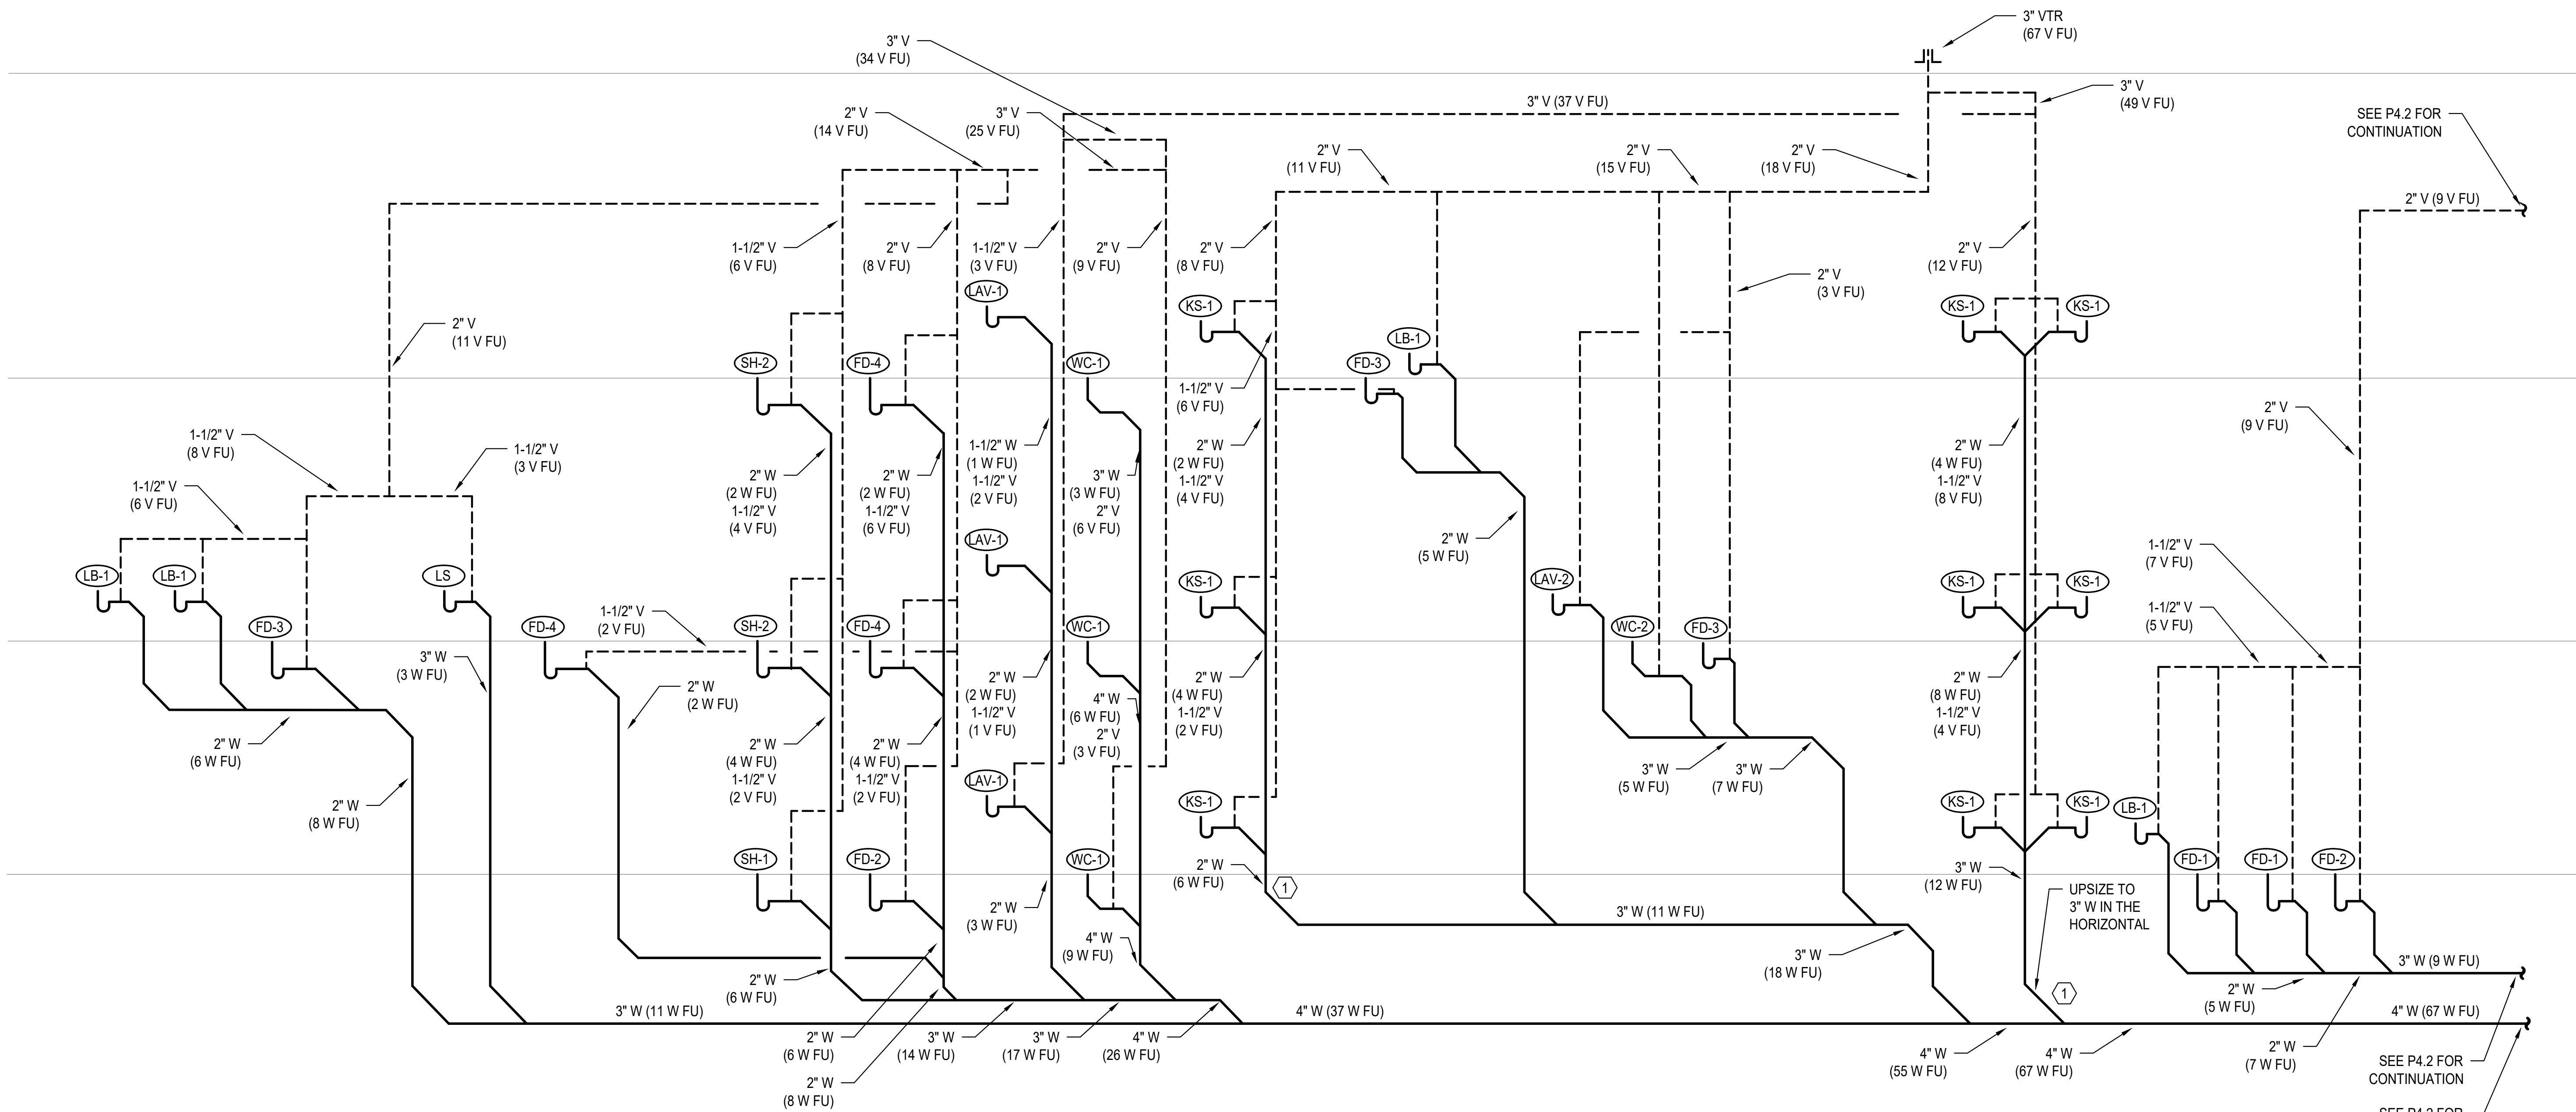 3" VTR
(67 V FU)
3" V
(34 V FU)
3" V
(49 V FU)
3" V (37 V FU)
2" V
(14 V FU)
3" V
(25 V FU)
SEE P4.2 FOR
CONTINUATION
2" V
(11 V FU)
2" V
(15 V FU)
2" V
(18 V FU)
2" V (9 V FU)
1-1/2" V
(6 V FU)
2" V
(8 V FU)
1-1/2" V
(3 V FU)
2" V
(9 V FU)
2" V
(8 V FU)
2" V
(12 V FU)
2" V
(3 V FU)
LAV-1
KS-1
KS-1
KS-1
2" V
(11 V FU)
LB-1
SH-2
FD-4
WC-1
FD-3
1-1/2" V
(6 V FU)
2" V
(9 V FU)
1-1/2" V
(8 V FU)
1-1/2" V
(3 V FU)
1-1/2" V
(6 V FU)
2" W
(2 W FU)
1-1/2" V
(4 V FU)
2" W
(2 W FU)
1-1/2" V
(6 V FU)
1-1/2" W
(1 W FU)
1-1/2" V
(2 V FU)
3" W
(3 W FU)
2" V
(6 V FU)
2" W
(2 W FU)
1-1/2" V
(4 V FU)
2" W
(5 W FU)
2" W
(4 W FU)
1-1/2" V
(8 V FU)
1-1/2" V
(7 V FU)
LAV-1
LB-1
LB-1
LS
KS-1
LAV-2
KS-1
KS-1
1-1/2" V
(5 V FU)
FD-3
FD-4
1-1/2" V
(2 V FU)
SH-2
FD-4
WC-1
WC-2
FD-3
3" W
(3 W FU)
2" W
(2 W FU)
2" W
(6 W FU)
2" W
(8 W FU)
2" W
(4 W FU)
1-1/2" V
(2 V FU)
2" W
(4 W FU)
1-1/2" V
(2 V FU)
2" W
(2 W FU)
1-1/2" V
(1 V FU)
4" W
(6 W FU)
2" V
(3 V FU)
2" W
(4 W FU)
1-1/2" V
(2 V FU)
3" W
(5 W FU)
3" W
(7 W FU)
2" W
(8 W FU)
1-1/2" V
(4 V FU)
LAV-1
KS-1
KS-1
KS-1
LB-1
SH-1
FD-2
WC-1
FD-1
FD-1
FD-2
2" W
(6 W FU)
1
3" W
(12 W FU)
UPSIZE TO
3" W IN THE
HORIZONTAL
2" W
(3 W FU)
4" W
(9 W FU)
3" W (11 W FU)
3" W
(18 W FU)
3" W (9 W FU)
2" W
(6 W FU)
2" W
(5 W FU)
1
3" W (11 W FU)
4" W (37 W FU)
4" W (67 W FU)
2" W
(6 W FU)
3" W
(14 W FU)
3" W
(17 W FU)
4" W
(26 W FU)
4" W
(55 W FU)
4" W
(67 W FU)
2" W
(7 W FU)
SEE P4.2 FOR
CONTINUATION
2" W
(8 W FU)
SEE P4.2 FOR